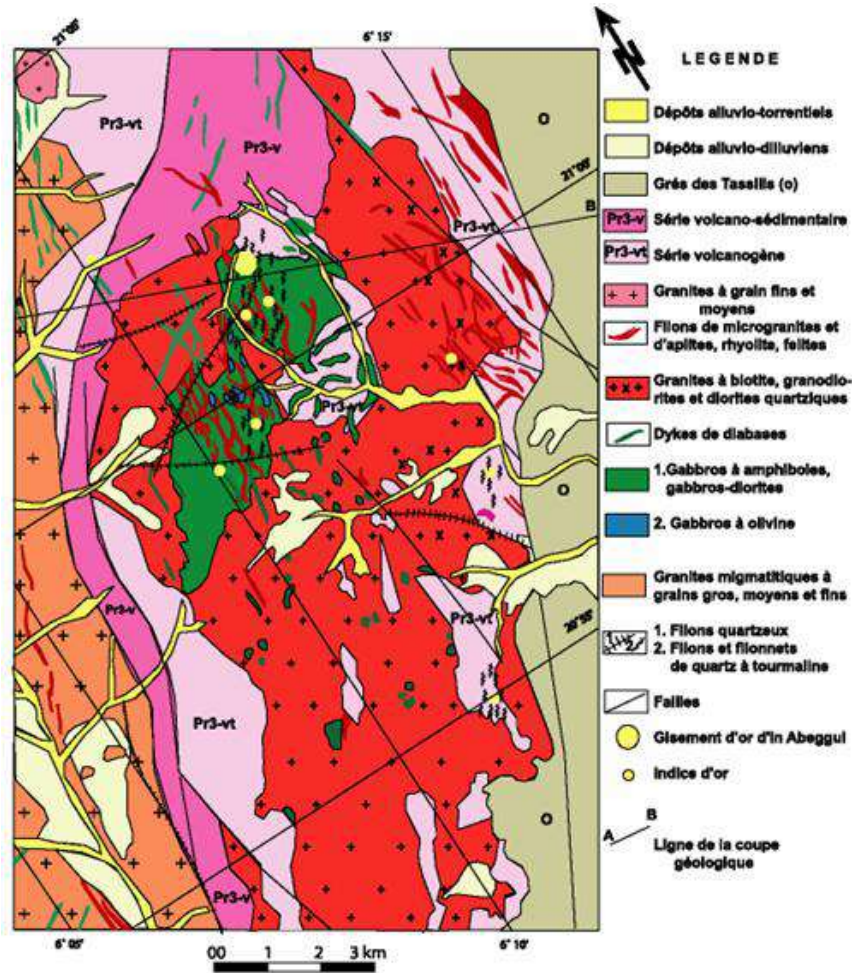 21°05'
6° 15'
LEGENDE
Pr3-vt
Pr3-v
O
21°00'
Pr3-vt
B
A
Pr3-vt
O
Pr3-v
Pr3-vt
20°55'
Pr3-vt
O
Pr3-v
6° 05'
6° 10'
00 1 2 3 km
Dépôts alluvio-torrentiels
Dépôts alluvio-dilluviens
Grés des Tassilis (o)
Pr3-v Série volcano-sédimentaire
Pr3-vt Série volcanogène
Granites à grain fins et
moyens
Filons de microgranites et
d'aplites, rhyolite, felites
Granites à biotite, granodio-
rites et diorites quartziques
Dykes de diabases
1.Gabbros à amphiboles,
gabbros-diorites
2. Gabbros à olivine
Granites migmatitiques à
grains gros, moyens et fins
1. Filons quartzeux
2. Filons et filonnets
de quartz à tourmaline
Failles
Gisement d'or d'in Abeggui
Indice d'or
A B
Ligne de la coupe
géologique